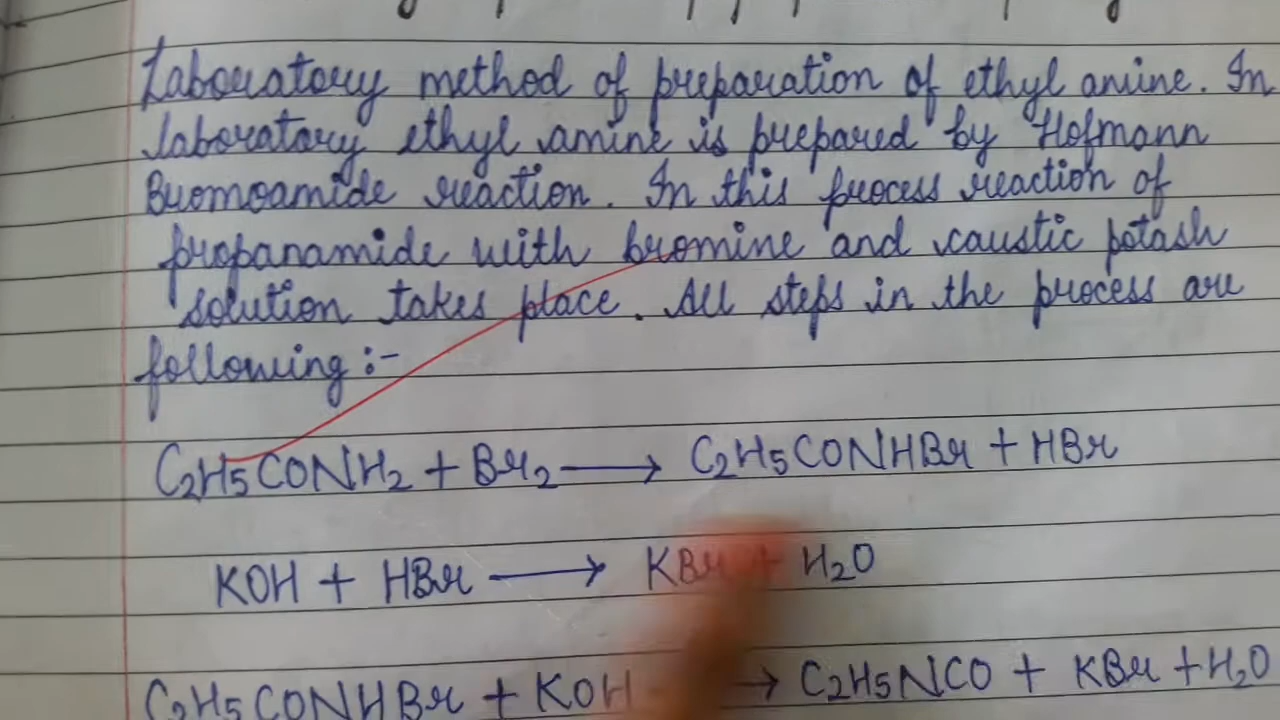 Laboratory method of preparation of ethyl amine. In
laboratory ethyl amine is prepared by Hofmann
Bromoamide reaction. In this process reaction of
propanamide with bromine and caustic potash
solution takes place. All steps in the process are
following :-
C₂H₅CONH₂ + Br₂ ⟶ C₂H₅CONHBr + HBr
KOH + HBr ⟶ KBr + H₂O
C₂H₅CONHBr + KOH → C₂H₅NCO + KBr + H₂O